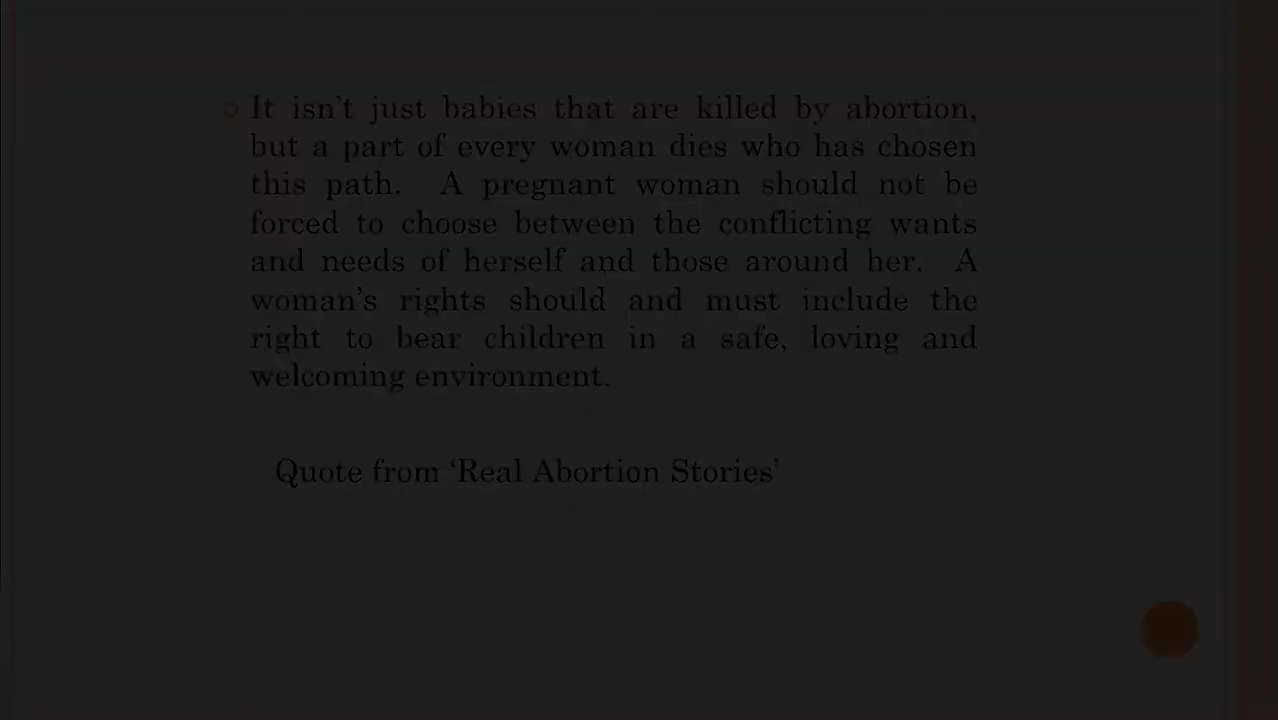 It isn't just babies that are killed by abortion,
but a part of every woman dies who has chosen
this path. A pregnant woman should not be
forced to choose between the conflicting wants
and needs of herself and those around her. A
woman's rights should and must include the
right to bear children in a safe, loving and
welcoming environment.
Quote from ‘Real Abortion Stories’